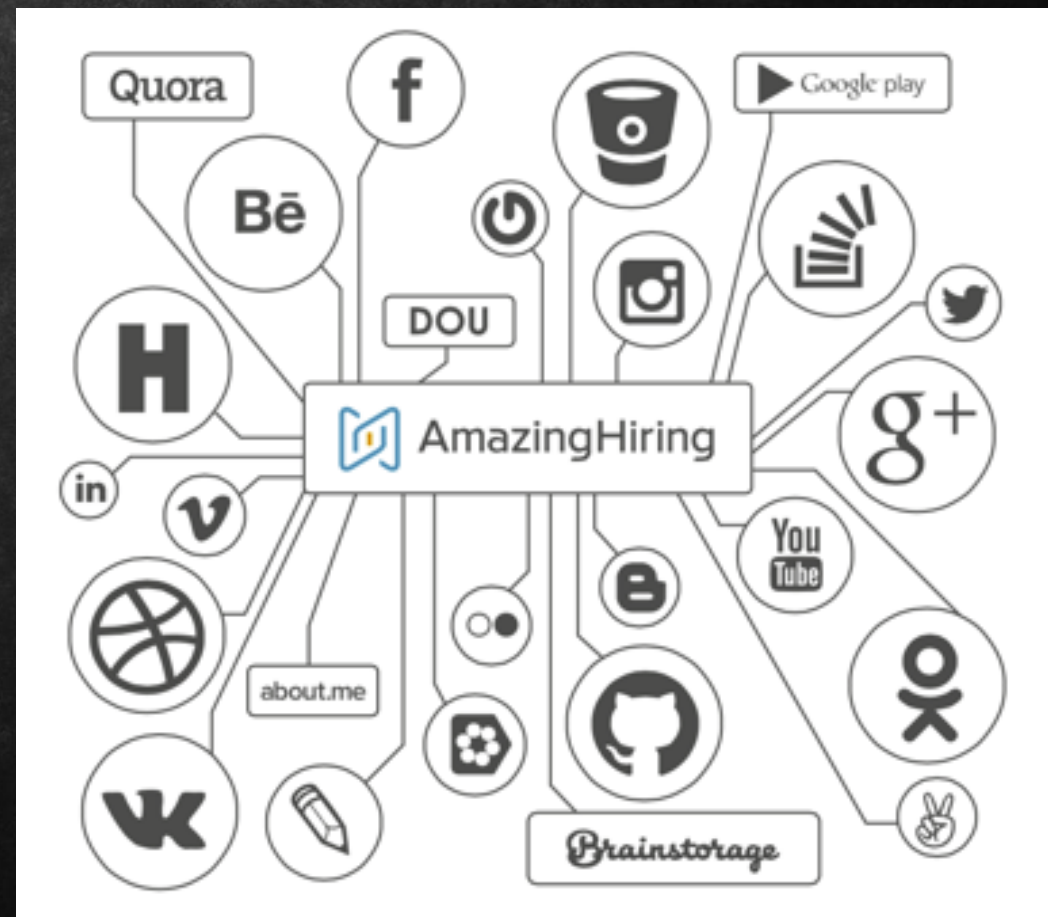 Quora
f
Google play
Bē
DOU
H
AmazingHiring
g+
in
You
Tube
about.me
Brainstorage